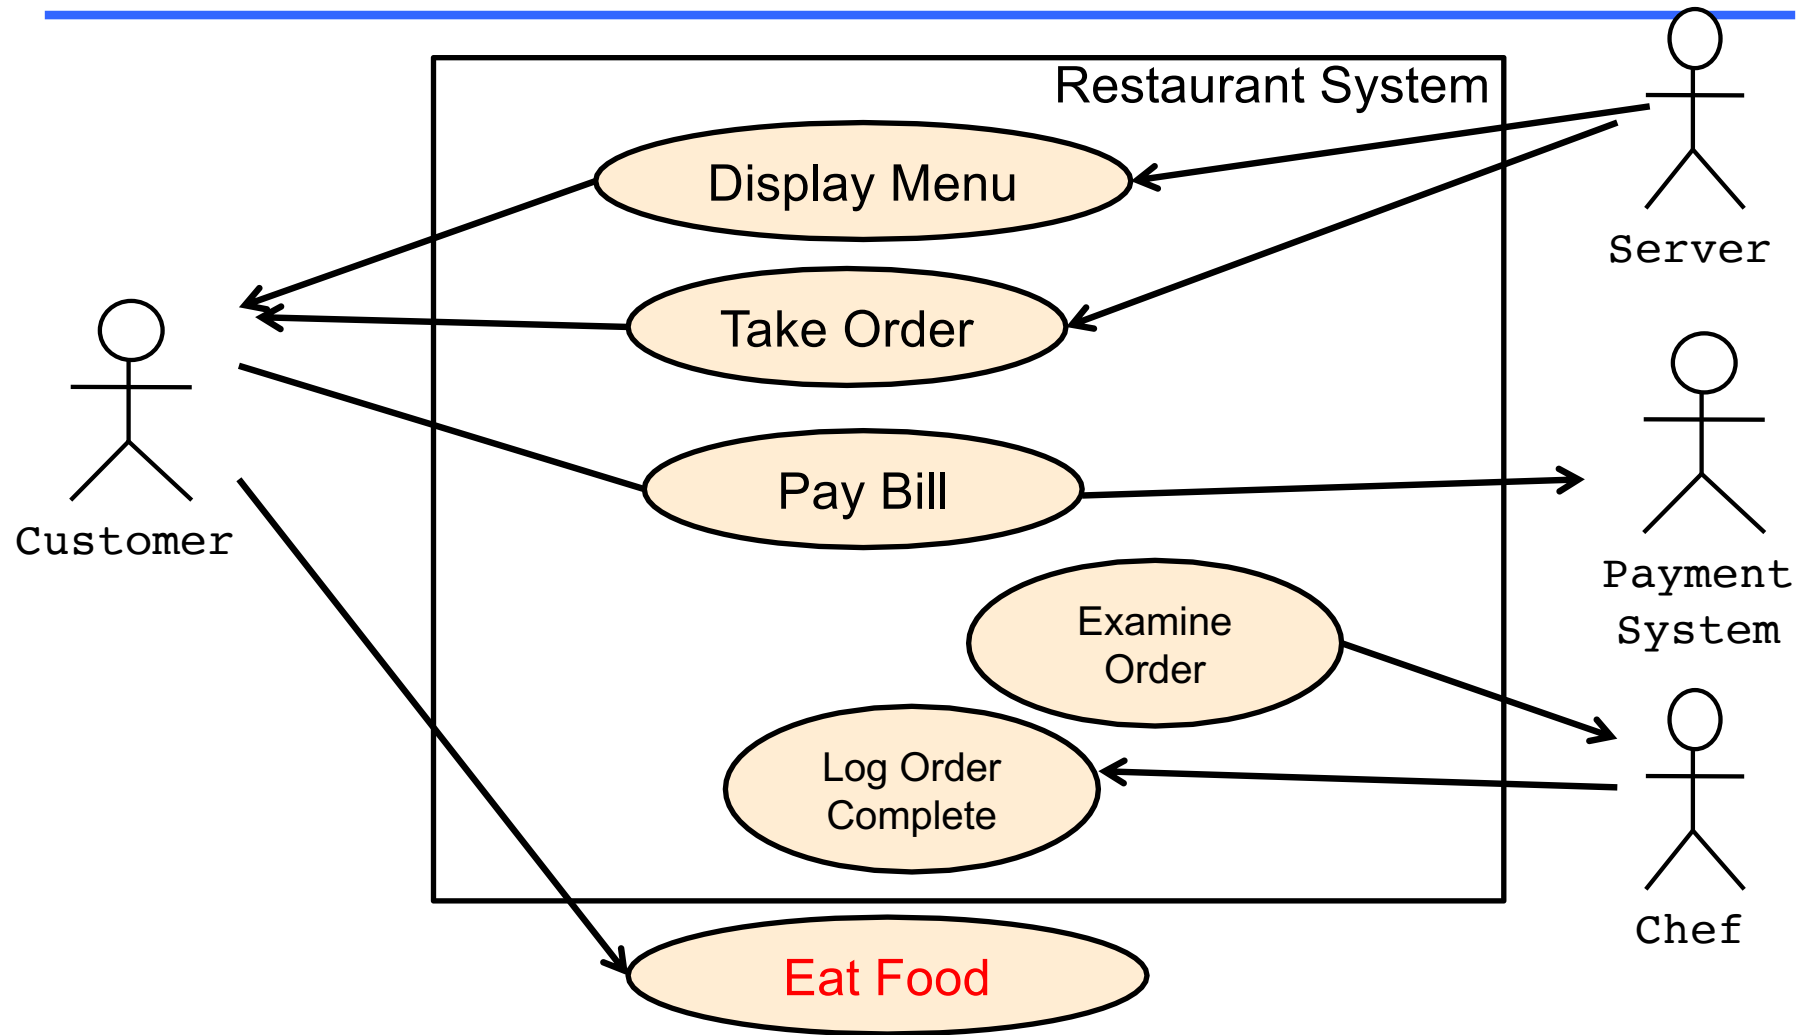 Restaurant System
Display Menu
Server
Take Order
Customer
Pay Bill
Payment
System
Examine
Order
Log Order
Complete
Chef
Eat Food